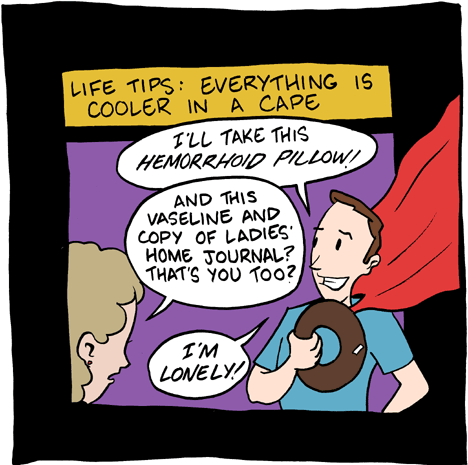 LIFE TIPS: EVERYTHING IS
COOLER IN A CAPE
I'LL TAKE THIS
HEMORRHOID PILLOW!
AND THIS
VASELINE AND
COPY OF LADIES'
HOME JOURNAL?
THAT'S YOU TOO?
I'M
LONELY!